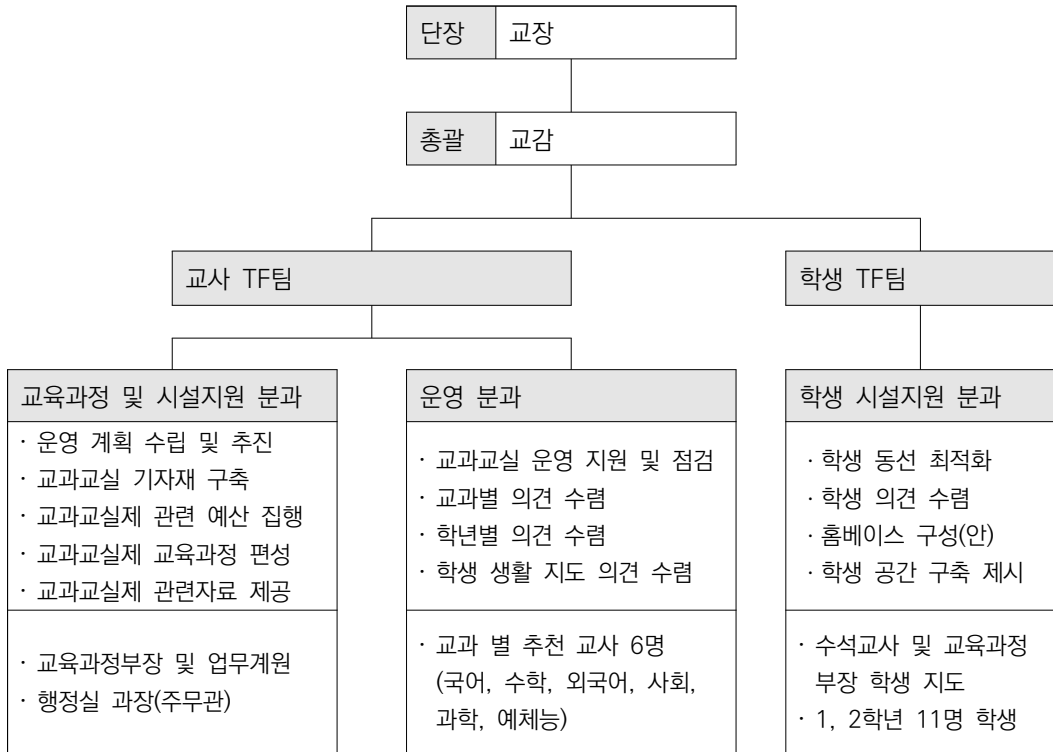 단장 교장
총괄 교감
교사 TF팀
학생 TF팀
교육과정 및 시설지원 분과
· 운영 계획 수립 및 추진
· 교과교실 기자재 구축
· 교과교실제 관련 예산 집행
· 교과교실제 교육과정 편성
· 교과교실제 관련자료 제공
· 교육과정부장 및 업무계원
· 행정실 과장(주무관)
운영 분과
· 교과교실 운영 지원 및 점검
· 교과별 의견 수렴
· 학년별 의견 수렴
· 학생 생활 지도 의견 수렴
· 교과 별 추천 교사 6명
(국어, 수학, 외국어, 사회,
과학, 예체능)
학생 시설지원 분과
· 학생 동선 최적화
· 학생 의견 수렴
· 홈베이스 구성(안)
· 학생 공간 구축 제시
· 수석교사 및 교육과정
부장 학생 지도
· 1, 2학년 11명 학생